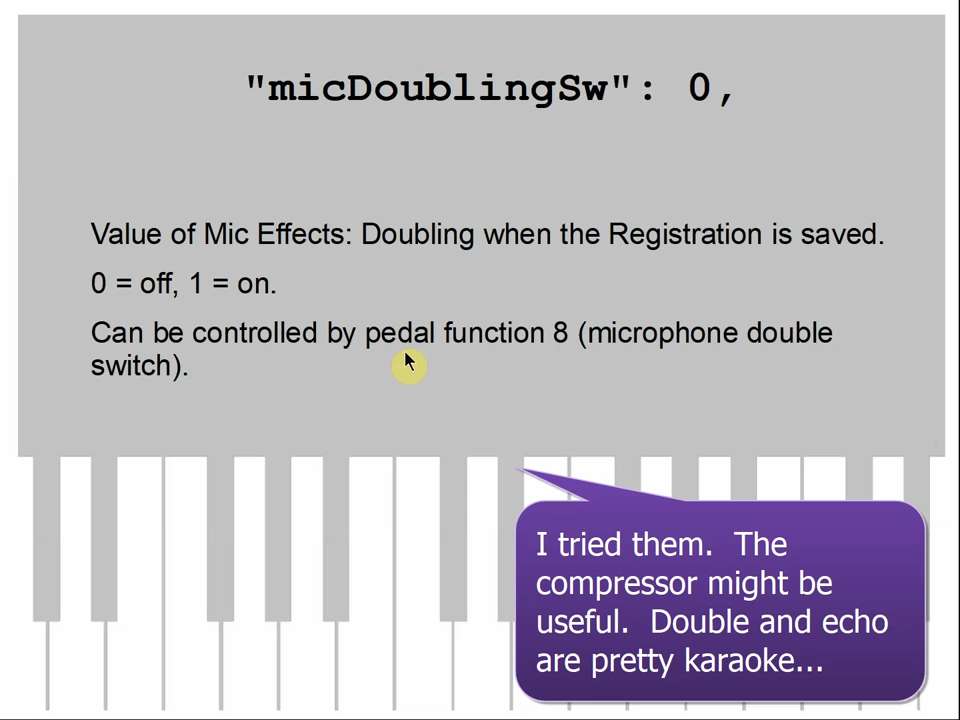 "micDoublingSw": 0,
Value of Mic Effects: Doubling when the Registration is saved.
0 = off, 1 = on.
Can be controlled by pedal function 8 (microphone double
switch).
I tried them.  The
compressor might be
useful.  Double and echo
are pretty karaoke...